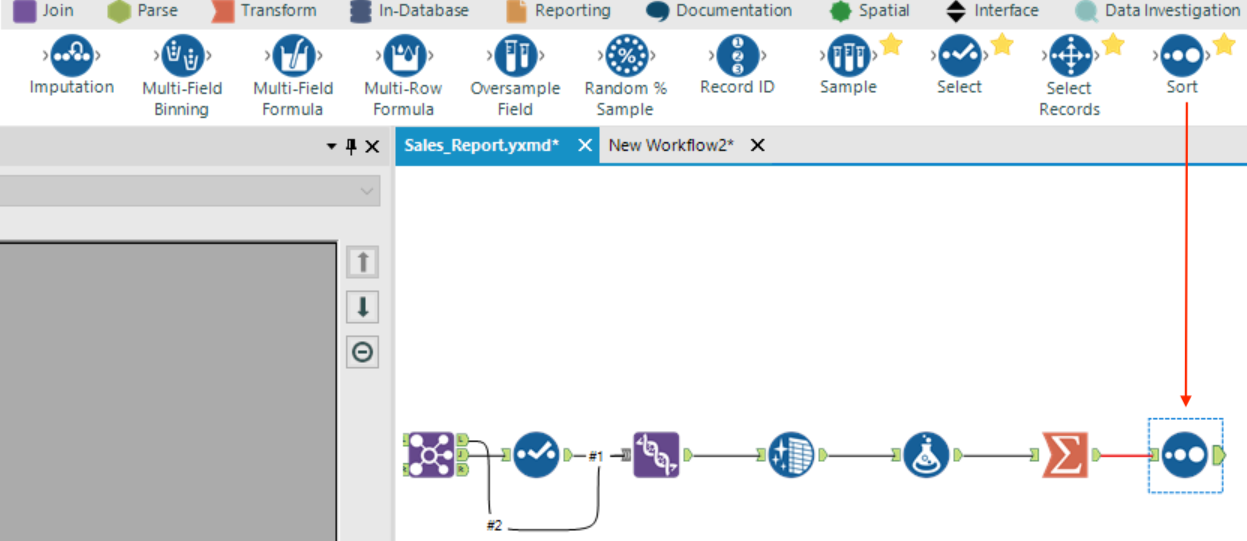 Join Parse Transform In-Database Reporting Documentation Spatial Interface Data Investigation
Imputation Multi-Field Multi-Field Multi-Row Oversample Random % Record ID Sample Select Select Sort
Binning Formula Formula Field Sample Records
Sales_Report.yxmd* New Workflow2*
#1
#2